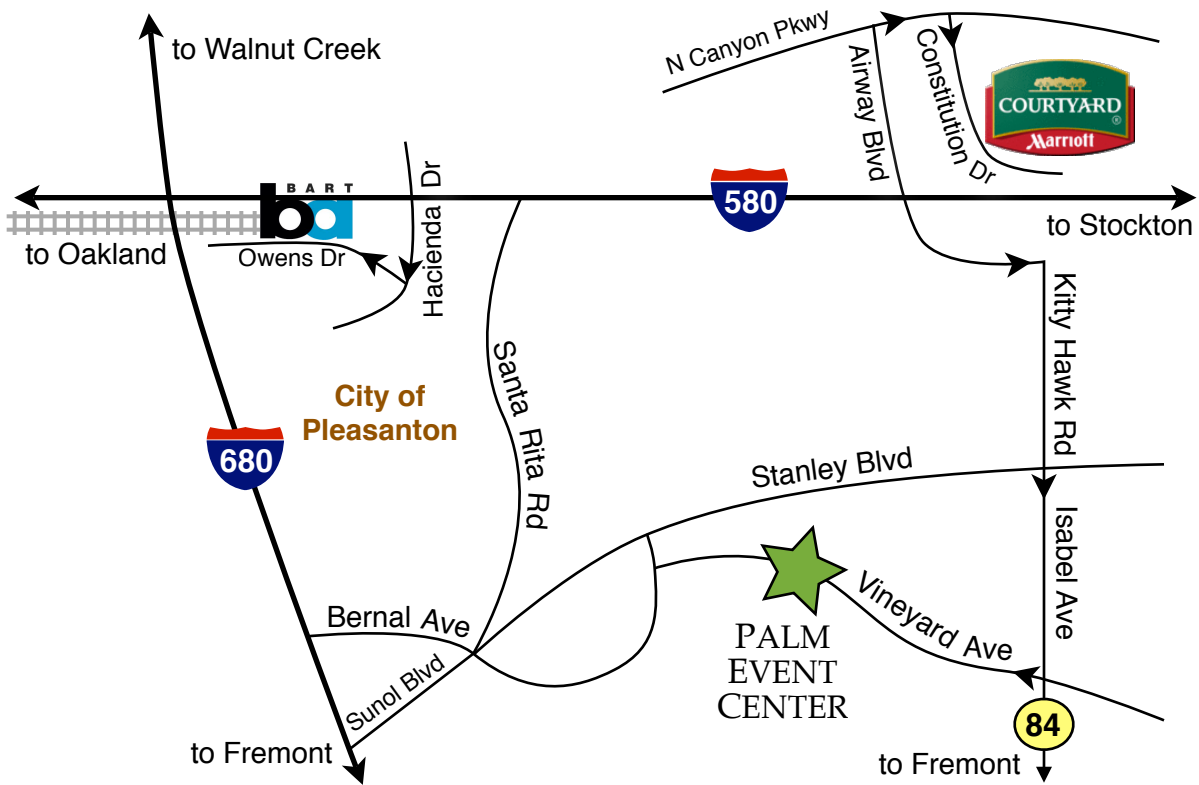 to Walnut Creek
N Canyon Pkwy
Airway Blvd
Constitution Dr
COURTYARD
®
Marriott
BART
ba
Hacienda Dr
580
to Stockton
to Oakland
Owens Dr
Kitty Hawk Rd
Santa Rita Rd
City of
Pleasanton
680
Stanley Blvd
Isabel Ave
Vineyard Ave
Bernal Ave
PALM
EVENT
CENTER
Sunol Blvd
84
to Fremont
to Fremont